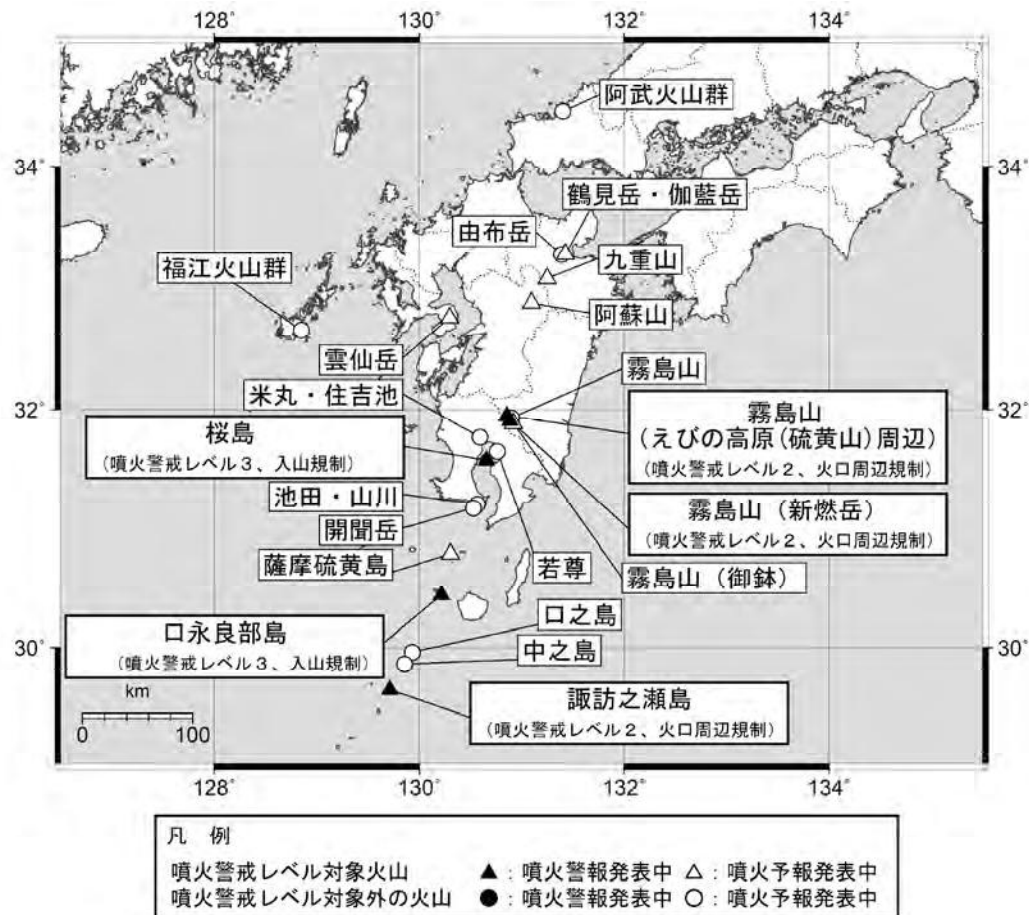 128° 130° 132° 134°
阿武火山群
34° 34°
鶴見岳・伽藍岳
由布岳
九重山
福江火山群
阿蘇山
雲仙岳
霧島山
米丸・住吉池
32° 32°
霧島山
(えびの高原(硫黄山)周辺)
(噴火警戒レベル2、火口周辺規制)
桜島
(噴火警戒レベル3、入山規制)
池田・山川
霧島山(新燃岳)
(噴火警戒レベル2、火口周辺規制)
開聞岳
薩摩硫黄島
若尊
霧島山(御鉢)
口之島
口永良部島
(噴火警戒レベル3、入山規制)
中之島
30° 30°
諏訪之瀬島
(噴火警戒レベル2、火口周辺規制)
km
0 100
128° 130° 132° 134°
凡 例
噴火警戒レベル対象火山 ▲:噴火警報発表中 △:噴火予報発表中
噴火警戒レベル対象外の火山 ●:噴火警報発表中 ○:噴火予報発表中